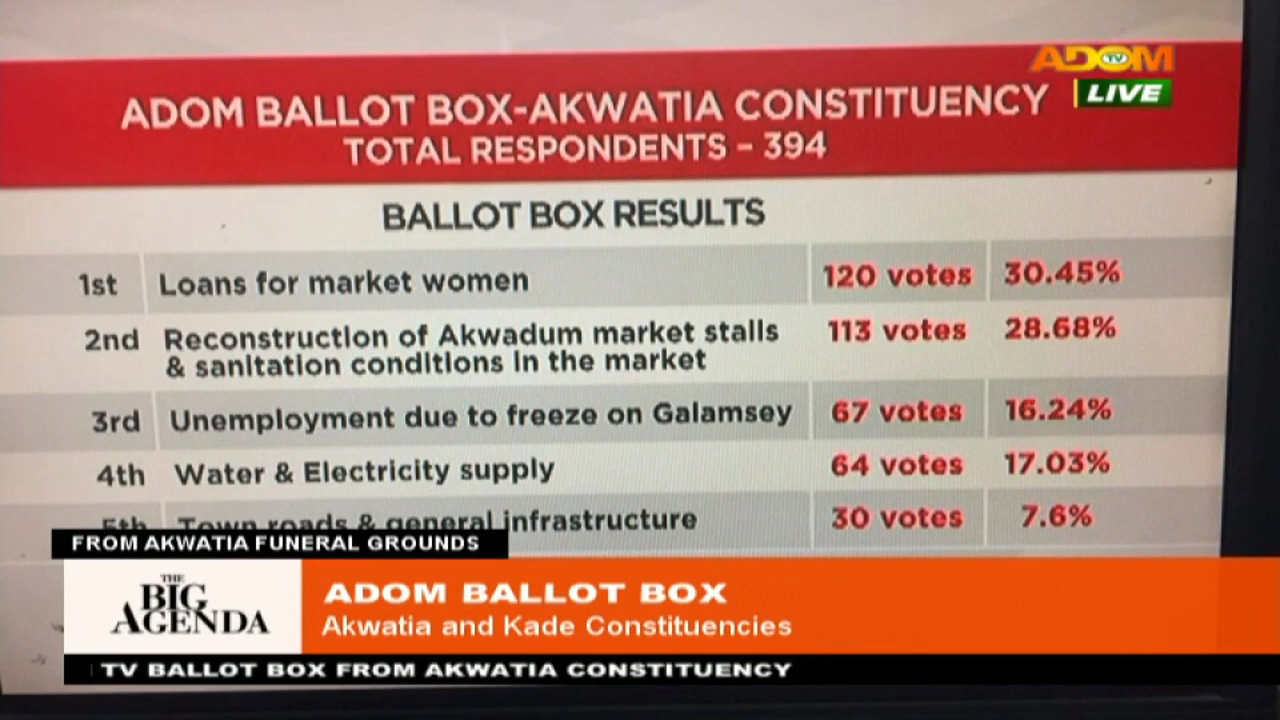 ADOM TV
LIVE
ADOM BALLOT BOX-AKWATIA CONSTITUENCY
TOTAL RESPONDENTS - 394
BALLOT BOX RESULTS
1st Loans for market women 120 votes 30.45%
2nd Reconstruction of Akwadum market stalls 113 votes 28.68%
& sanitation conditions in the market
3rd Unemployment due to freeze on Galamsey 67 votes 16.24%
4th Water & Electricity supply 64 votes 17.03%
5th Town roads & general infrastructure 30 votes 7.6%
FROM AKWATIA FUNERAL GROUNDS
THE
BIG
AGENDA
ADOM BALLOT BOX
Akwatia and Kade Constituencies
TV BALLOT BOX FROM AKWATIA CONSTITUENCY